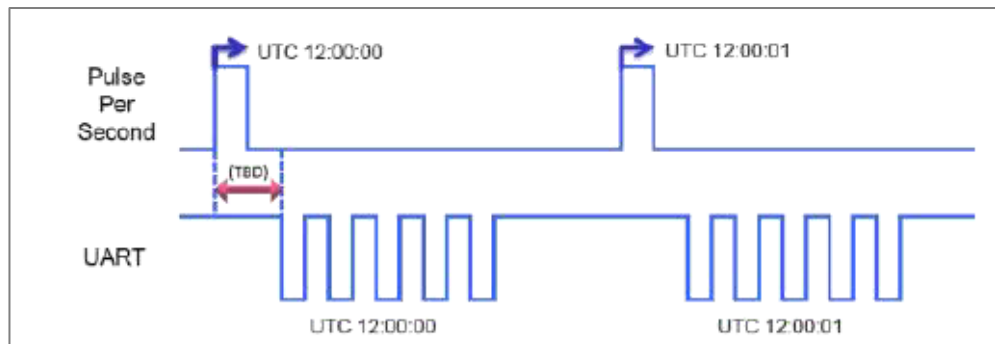 UTC 12:00:00
UTC 12:00:01
Pulse
Per
Second
(TBD)
UART
UTC 12:00:00
UTC 12:00:01